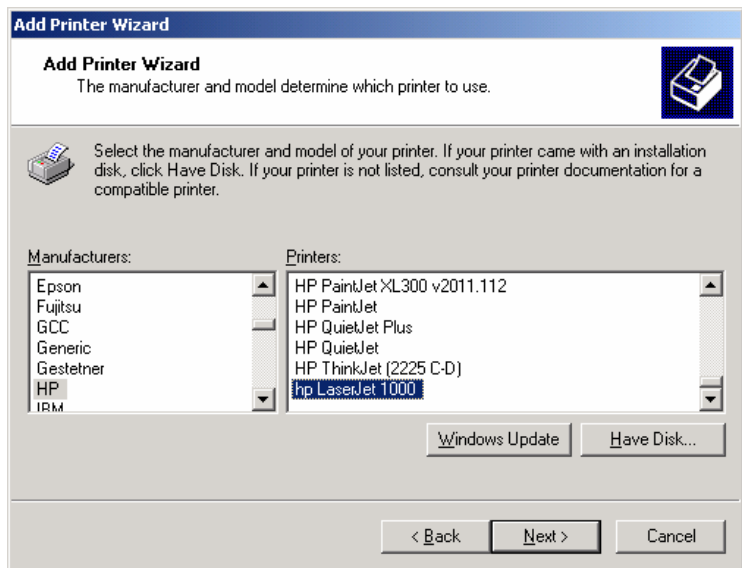 Add Printer Wizard
Add Printer Wizard
The manufacturer and model determine which printer to use.
Select the manufacturer and model of your printer. If your printer came with an installation
disk, click Have Disk. If your printer is not listed, consult your printer documentation for a
compatible printer.
Manufacturers:
Epson
Fujitsu
GCC
Generic
Gestetner
HP
IBM
Printers:
HP PaintJet XL300 v2011.112
HP PaintJet
HP QuietJet Plus
HP QuietJet
HP ThinkJet (2225 C-D)
hp LaserJet 1000
Windows Update
Have Disk...
< Back
Next >
Cancel